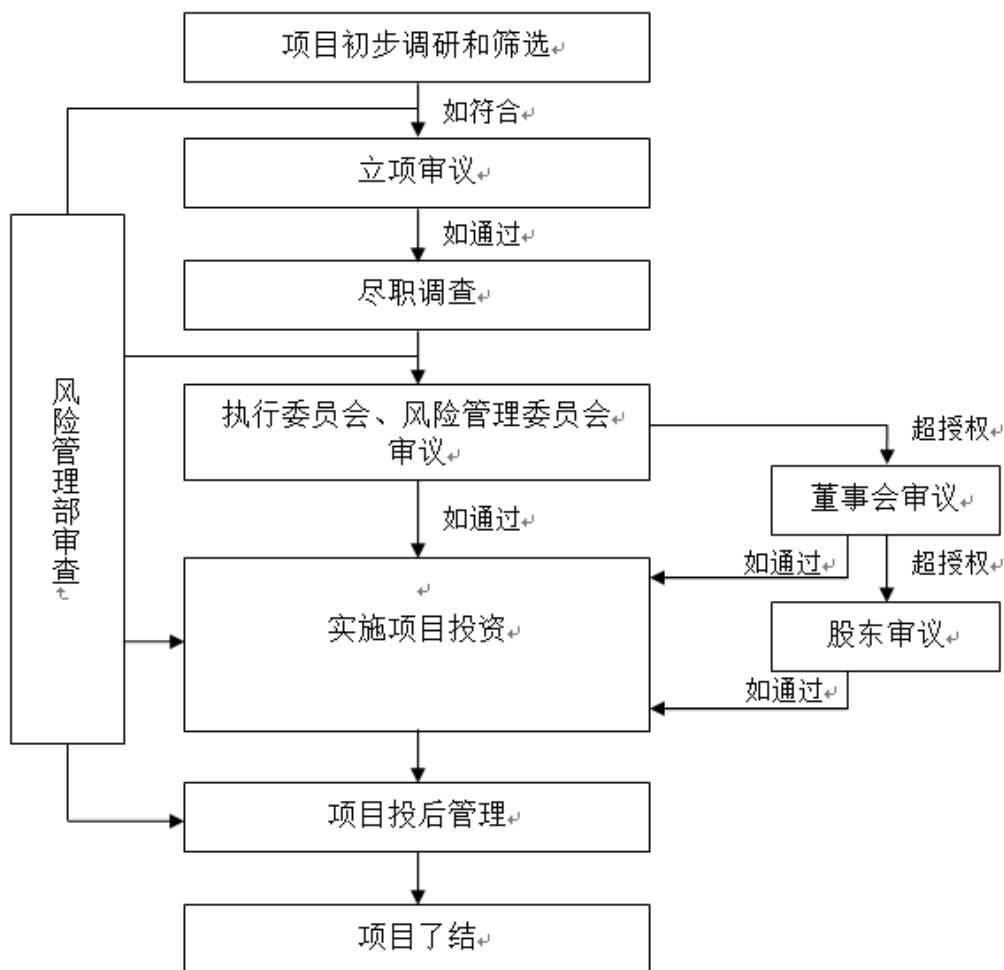 项目初步调研和筛选
如符合
立项审议
如通过
尽职调查
风险管理部审查
执行委员会、风险管理委员会
审议
超授权
董事会审议
如通过
如通过
超授权
实施项目投资
股东审议
如通过
项目投后管理
项目了结